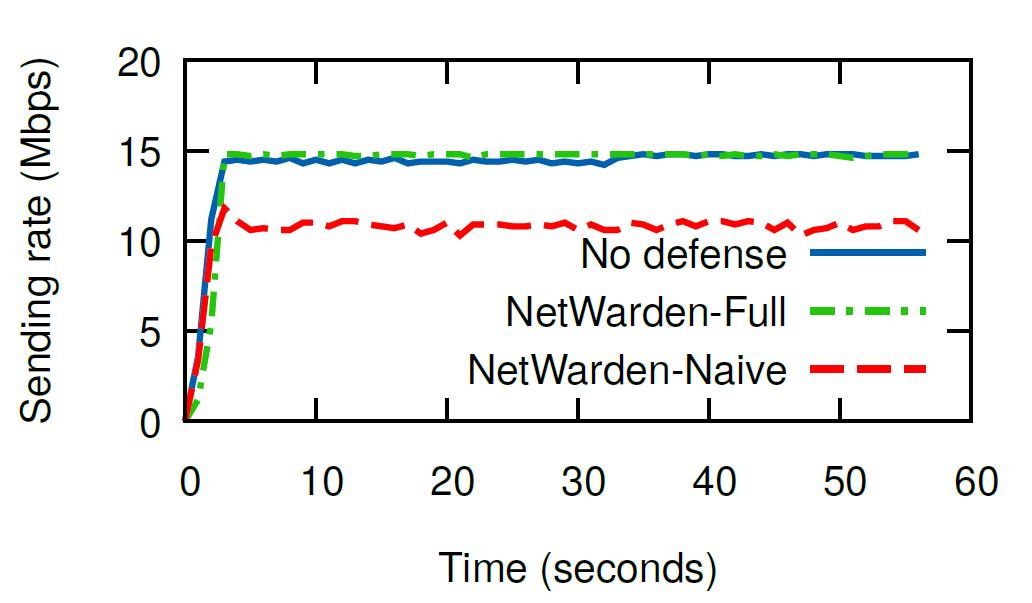 Sending rate (Mbps)
20
15
10
5
0
No defense
NetWarden-Full
NetWarden-Naive
0 10 20 30 40 50 60
Time (seconds)